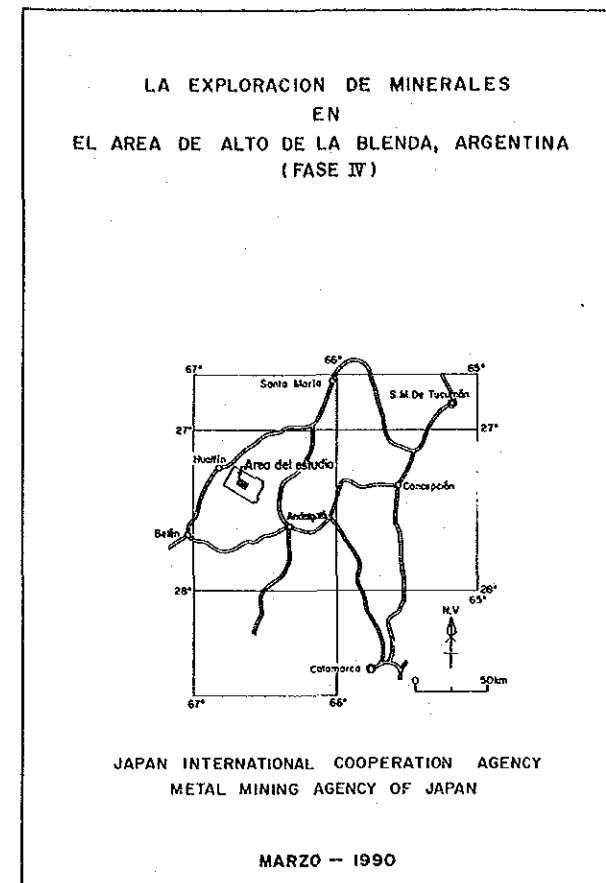 LA EXPLORACION DE MINERALES
EN
EL AREA DE ALTO DE LA BLENDA, ARGENTINA
(FASE IV)
67° 66° 65°
Santa María
S.M. De Tucumán
27° 27°
Hualfín
Area del estudio
Concepción
Andalgalá
Belén
28° 28°
65°
N.V
Catamarca
0 50km
67° 66°
JAPAN INTERNATIONAL COOPERATION AGENCY
METAL MINING AGENCY OF JAPAN
MARZO -- 1990